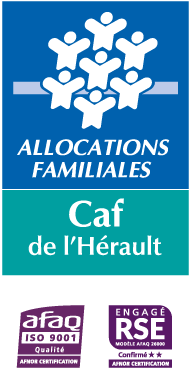 ALLOCATIONS
FAMILIALES
Caf
de l'Hérault
afaq
ISO 9001
Qualité
AFNOR CERTIFICATION
ENGAGÉ
RSE
MODÈLE AFAQ 26000
Confirmé ★★
AFNOR CERTIFICATION